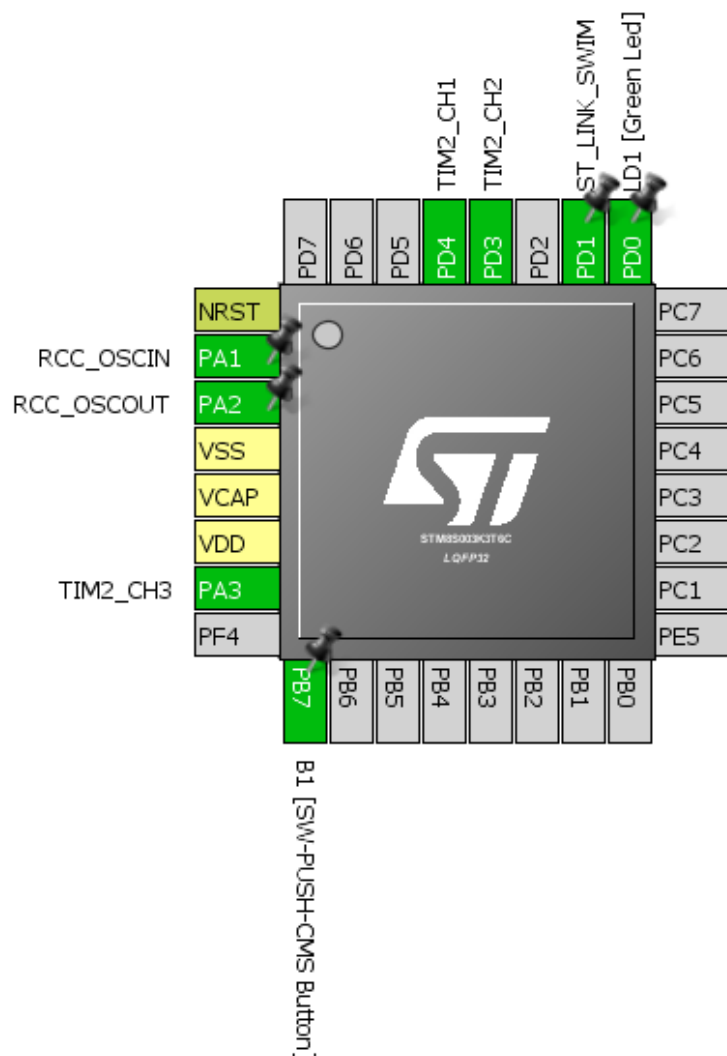 TIM2_CH1
TIM2_CH2
ST_LINK_SWIM
LD1 [Green Led]
PD7
PD6
PD5
PD4
PD3
PD2
PD1
PD0
NRST
RCC_OSCIN
PA1
RCC_OSCOUT
PA2
VSS
VCAP
VDD
TIM2_CH3
PA3
PF4
ST
STM8S003K3T6C
LQFP32
PC7
PC6
PC5
PC4
PC3
PC2
PC1
PE5
PB7
PB6
PB5
PB4
PB3
PB2
PB1
PB0
B1 [SW-PUSH-CMS Button]